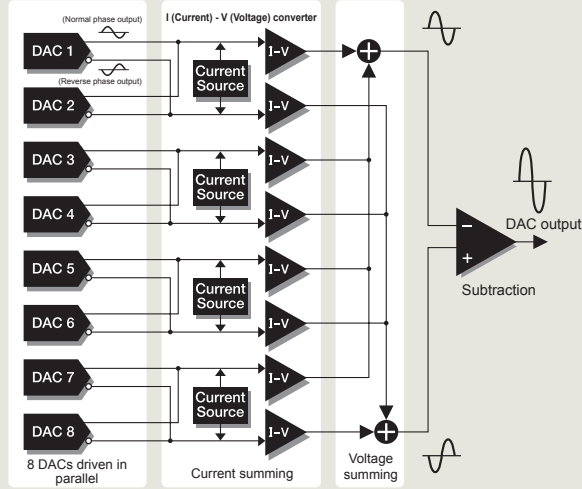 I (Current) - V (Voltage) converter
(Normal phase output)
DAC 1
I-V
(Reverse phase output)
Current
Source
DAC 2
I-V
DAC 3
I-V
Current
Source
DAC 4
I-V
DAC output
DAC 5
I-V
Subtraction
Current
Source
DAC 6
I-V
DAC 7
I-V
Current
Source
DAC 8
I-V
8 DACs driven in
parallel
Current summing
Voltage
summing